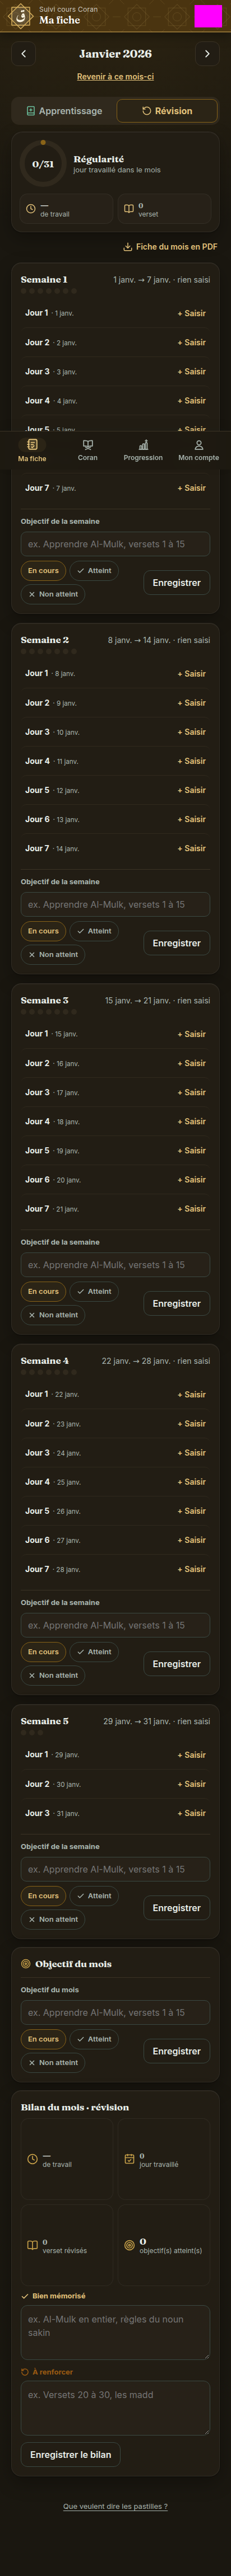 Suivi cours Coran
Ma fiche
Janvier 2026
Revenir à ce mois-ci
Apprentissage
Révision
0/31
Régularité
jour travaillé dans le mois
—
de travail
0
verset
Fiche du mois en PDF
Semaine 1
1 janv. → 7 janv. · rien saisi
Jour 1 · 1 janv.
+ Saisir
Jour 2 · 2 janv.
+ Saisir
Jour 3 · 3 janv.
+ Saisir
Jour 4 · 4 janv.
+ Saisir
Jour 5 · 5 janv.
+ Saisir
Ma fiche
Coran
Progression
Mon compte
Jour 7 · 7 janv.
+ Saisir
Objectif de la semaine
ex. Apprendre Al-Mulk, versets 1 à 15
En cours
Atteint
Non atteint
Enregistrer
Semaine 2
8 janv. → 14 janv. · rien saisi
Jour 1 · 8 janv.
+ Saisir
Jour 2 · 9 janv.
+ Saisir
Jour 3 · 10 janv.
+ Saisir
Jour 4 · 11 janv.
+ Saisir
Jour 5 · 12 janv.
+ Saisir
Jour 6 · 13 janv.
+ Saisir
Jour 7 · 14 janv.
+ Saisir
Objectif de la semaine
ex. Apprendre Al-Mulk, versets 1 à 15
En cours
Atteint
Non atteint
Enregistrer
Semaine 3
15 janv. → 21 janv. · rien saisi
Jour 1 · 15 janv.
+ Saisir
Jour 2 · 16 janv.
+ Saisir
Jour 3 · 17 janv.
+ Saisir
Jour 4 · 18 janv.
+ Saisir
Jour 5 · 19 janv.
+ Saisir
Jour 6 · 20 janv.
+ Saisir
Jour 7 · 21 janv.
+ Saisir
Objectif de la semaine
ex. Apprendre Al-Mulk, versets 1 à 15
En cours
Atteint
Non atteint
Enregistrer
Semaine 4
22 janv. → 28 janv. · rien saisi
Jour 1 · 22 janv.
+ Saisir
Jour 2 · 23 janv.
+ Saisir
Jour 3 · 24 janv.
+ Saisir
Jour 4 · 25 janv.
+ Saisir
Jour 5 · 26 janv.
+ Saisir
Jour 6 · 27 janv.
+ Saisir
Jour 7 · 28 janv.
+ Saisir
Objectif de la semaine
ex. Apprendre Al-Mulk, versets 1 à 15
En cours
Atteint
Non atteint
Enregistrer
Semaine 5
29 janv. → 31 janv. · rien saisi
Jour 1 · 29 janv.
+ Saisir
Jour 2 · 30 janv.
+ Saisir
Jour 3 · 31 janv.
+ Saisir
Objectif de la semaine
ex. Apprendre Al-Mulk, versets 1 à 15
En cours
Atteint
Non atteint
Enregistrer
Objectif du mois
Objectif du mois
ex. Apprendre Al-Mulk, versets 1 à 15
En cours
Atteint
Non atteint
Enregistrer
Bilan du mois · révision
—
de travail
0
jour travaillé
0
verset révisés
0
objectif(s) atteint(s)
Bien mémorisé
ex. Al-Mulk en entier, règles du noun
sakin
À renforcer
ex. Versets 20 à 30, les madd
Enregistrer le bilan
Que veulent dire les pastilles ?